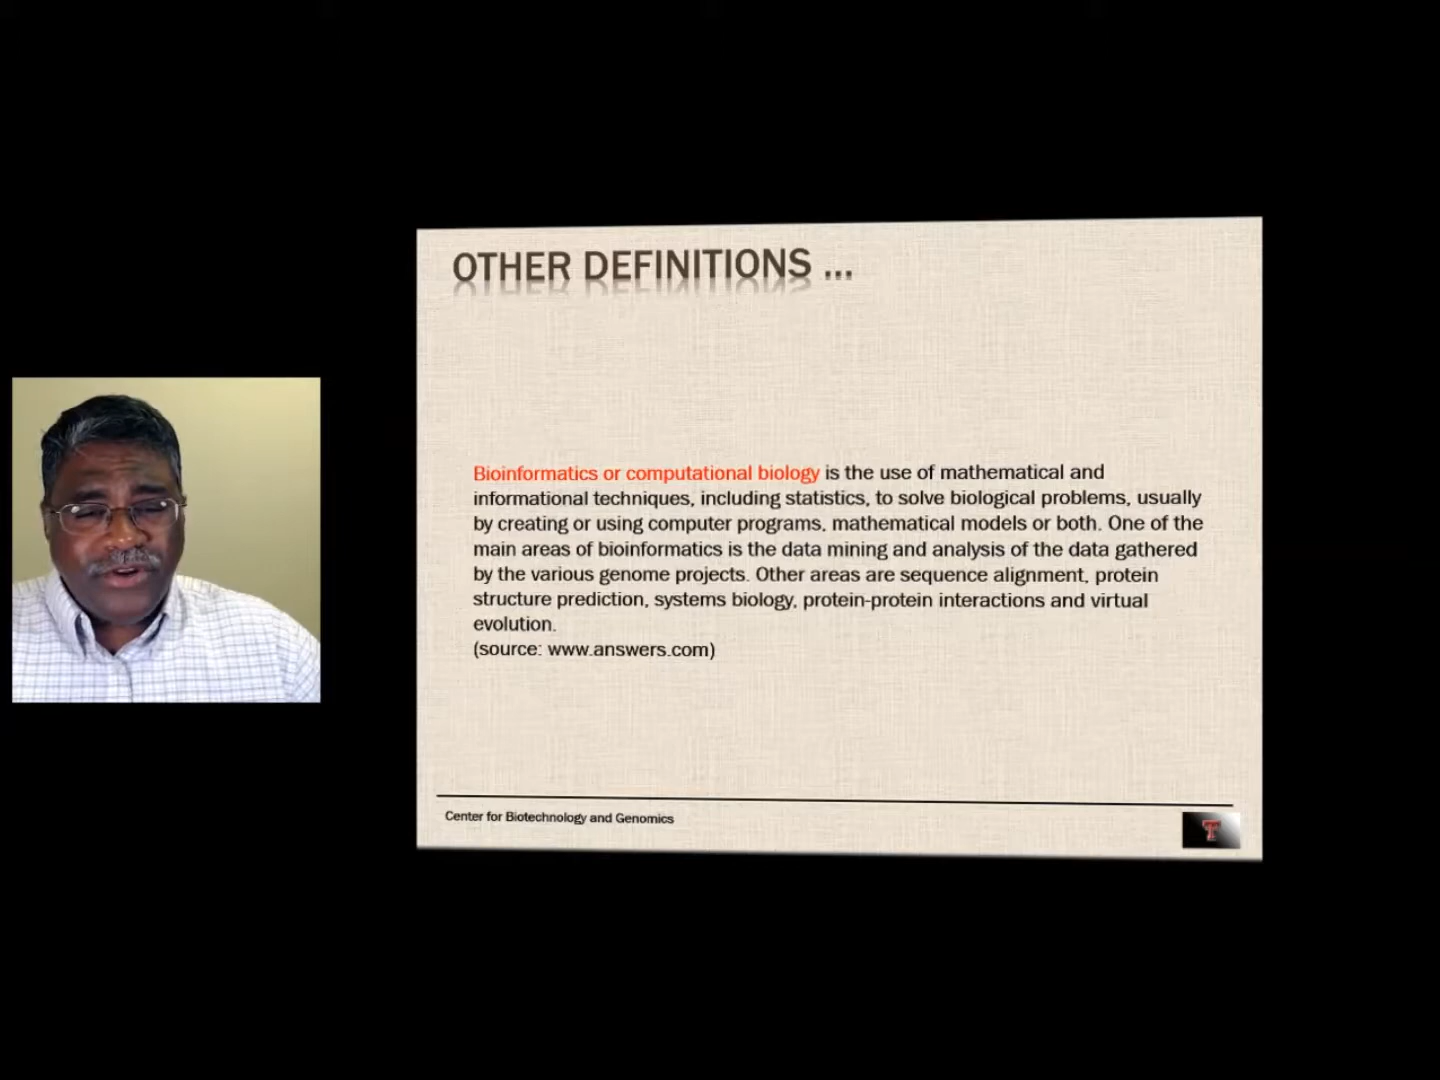 OTHER DEFINITIONS ...
Bioinformatics or computational biology is the use of mathematical and
informational techniques, including statistics, to solve biological problems, usually
by creating or using computer programs, mathematical models or both. One of the
main areas of bioinformatics is the data mining and analysis of the data gathered
by the various genome projects. Other areas are sequence alignment, protein
structure prediction, systems biology, protein-protein interactions and virtual
evolution.
(source: www.answers.com)
Center for Biotechnology and Genomics
T